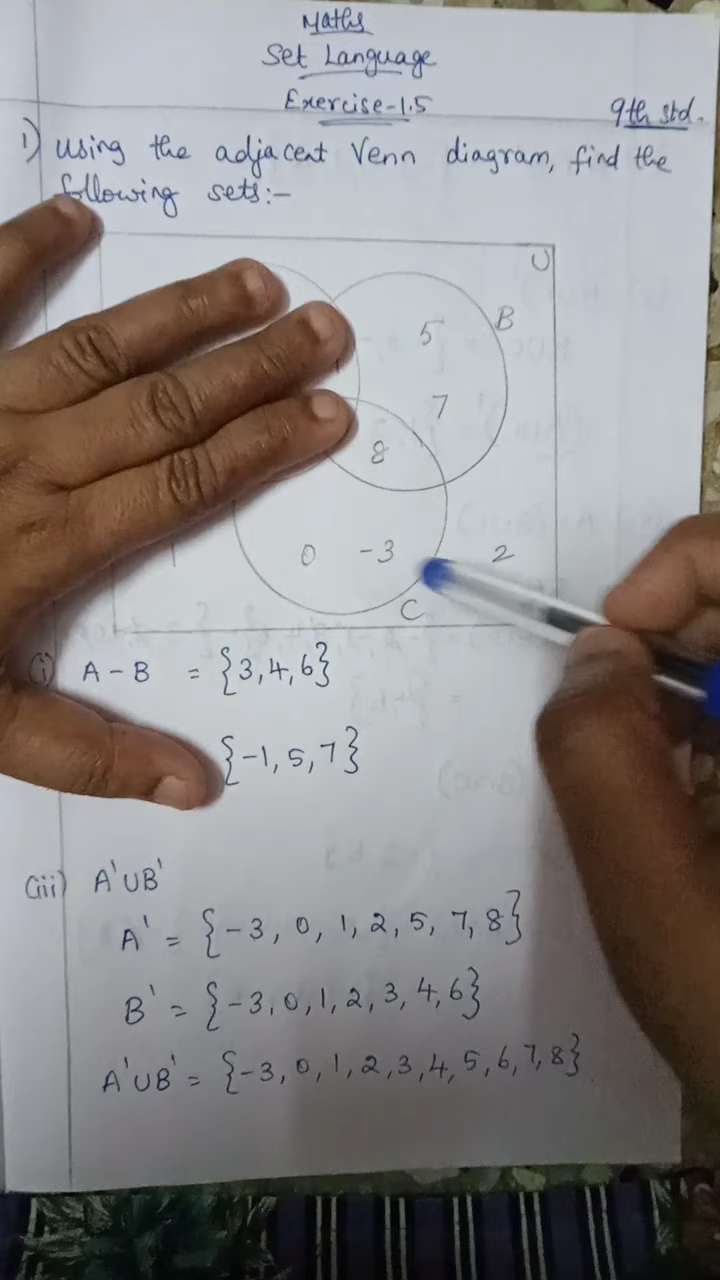 Maths
Set Language
Exercise-1.5
9th std.
1) using the adjacent Venn diagram, find the
following sets:-
U
B
5
7
8
0 -3 2
1
C
(i) A - B = {3,4,6}
{-1,5,7}
(iii) A'∪B'
A' = {-3, 0, 1, 2, 5, 7, 8}
B' = {-3,0,1,2,3,4,6}
A'∪B' = {-3, 0, 1, 2, 3, 4, 5, 6, 7, 8}